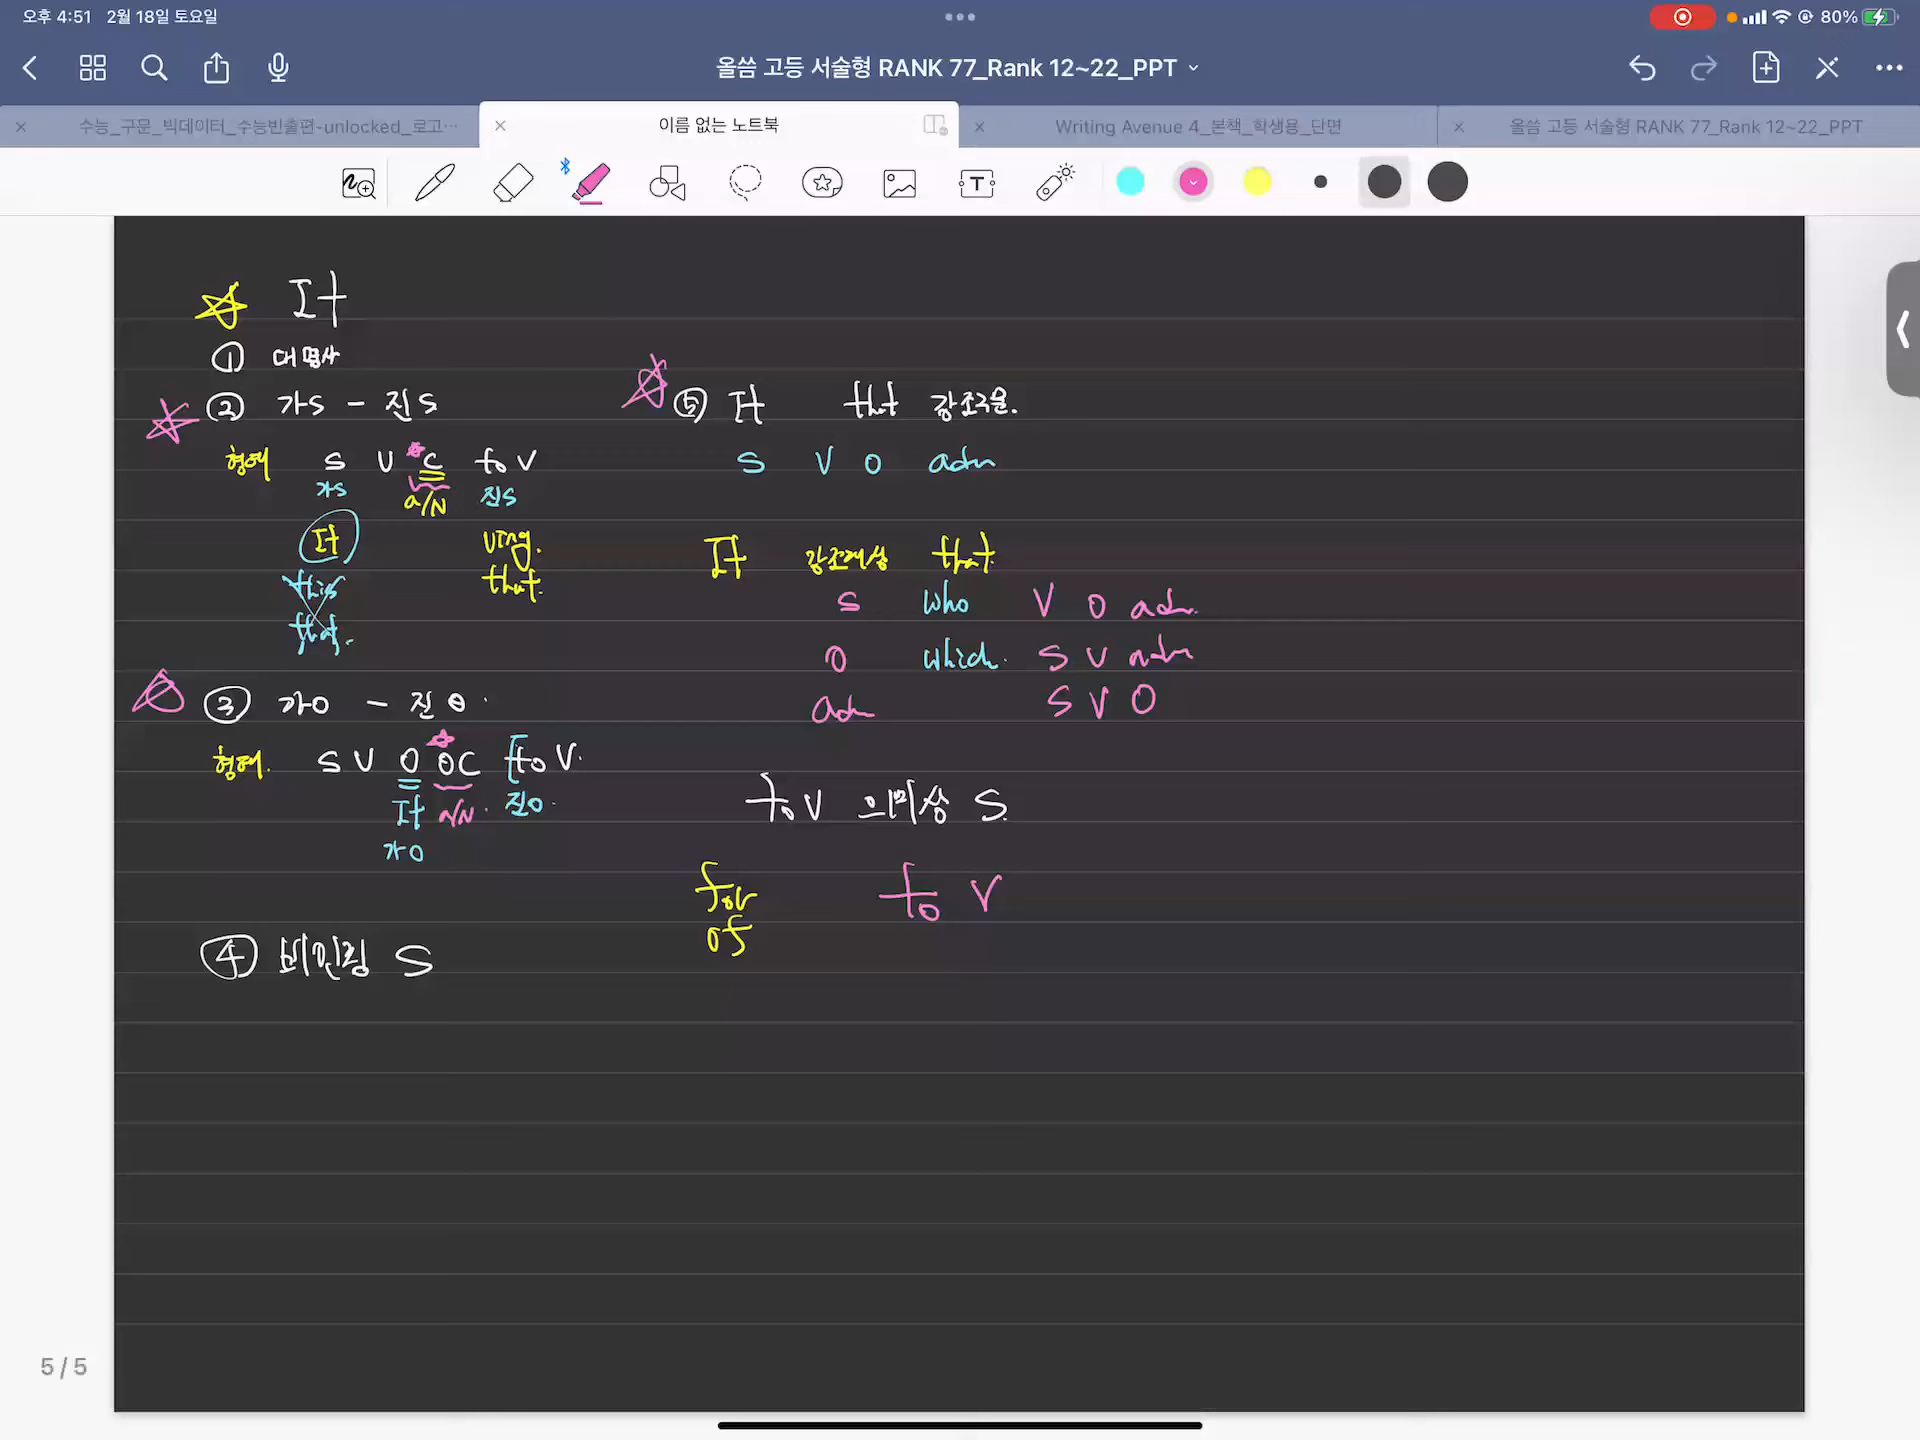 오후 4:51 2월 18일 토요일
80%
올씀 고등 서술형 RANK 77_Rank 12~22_PPT
수능_구문_빅데이터_수능빈출편-unlocked_로고…
이름 없는 노트북
Writing Avenue 4_본책_학생용_단면
올씀 고등 서술형 RANK 77_Rank 12~22_PPT
It
① 대명사
② 가S - 진S
형태 S V C to V
가S a/N 진S
It Ving.
this that.
that.
③ 가O - 진O.
형태. S V O OC [to V.
It a/N. 진O.
가O
④ 비인칭 S
⑤ It that 강조구문.
S V O adv
It 강조대상 that
S who V O adv.
O which. S V adv
adv S V O
to V 의미상 S.
for to V
of
5 / 5